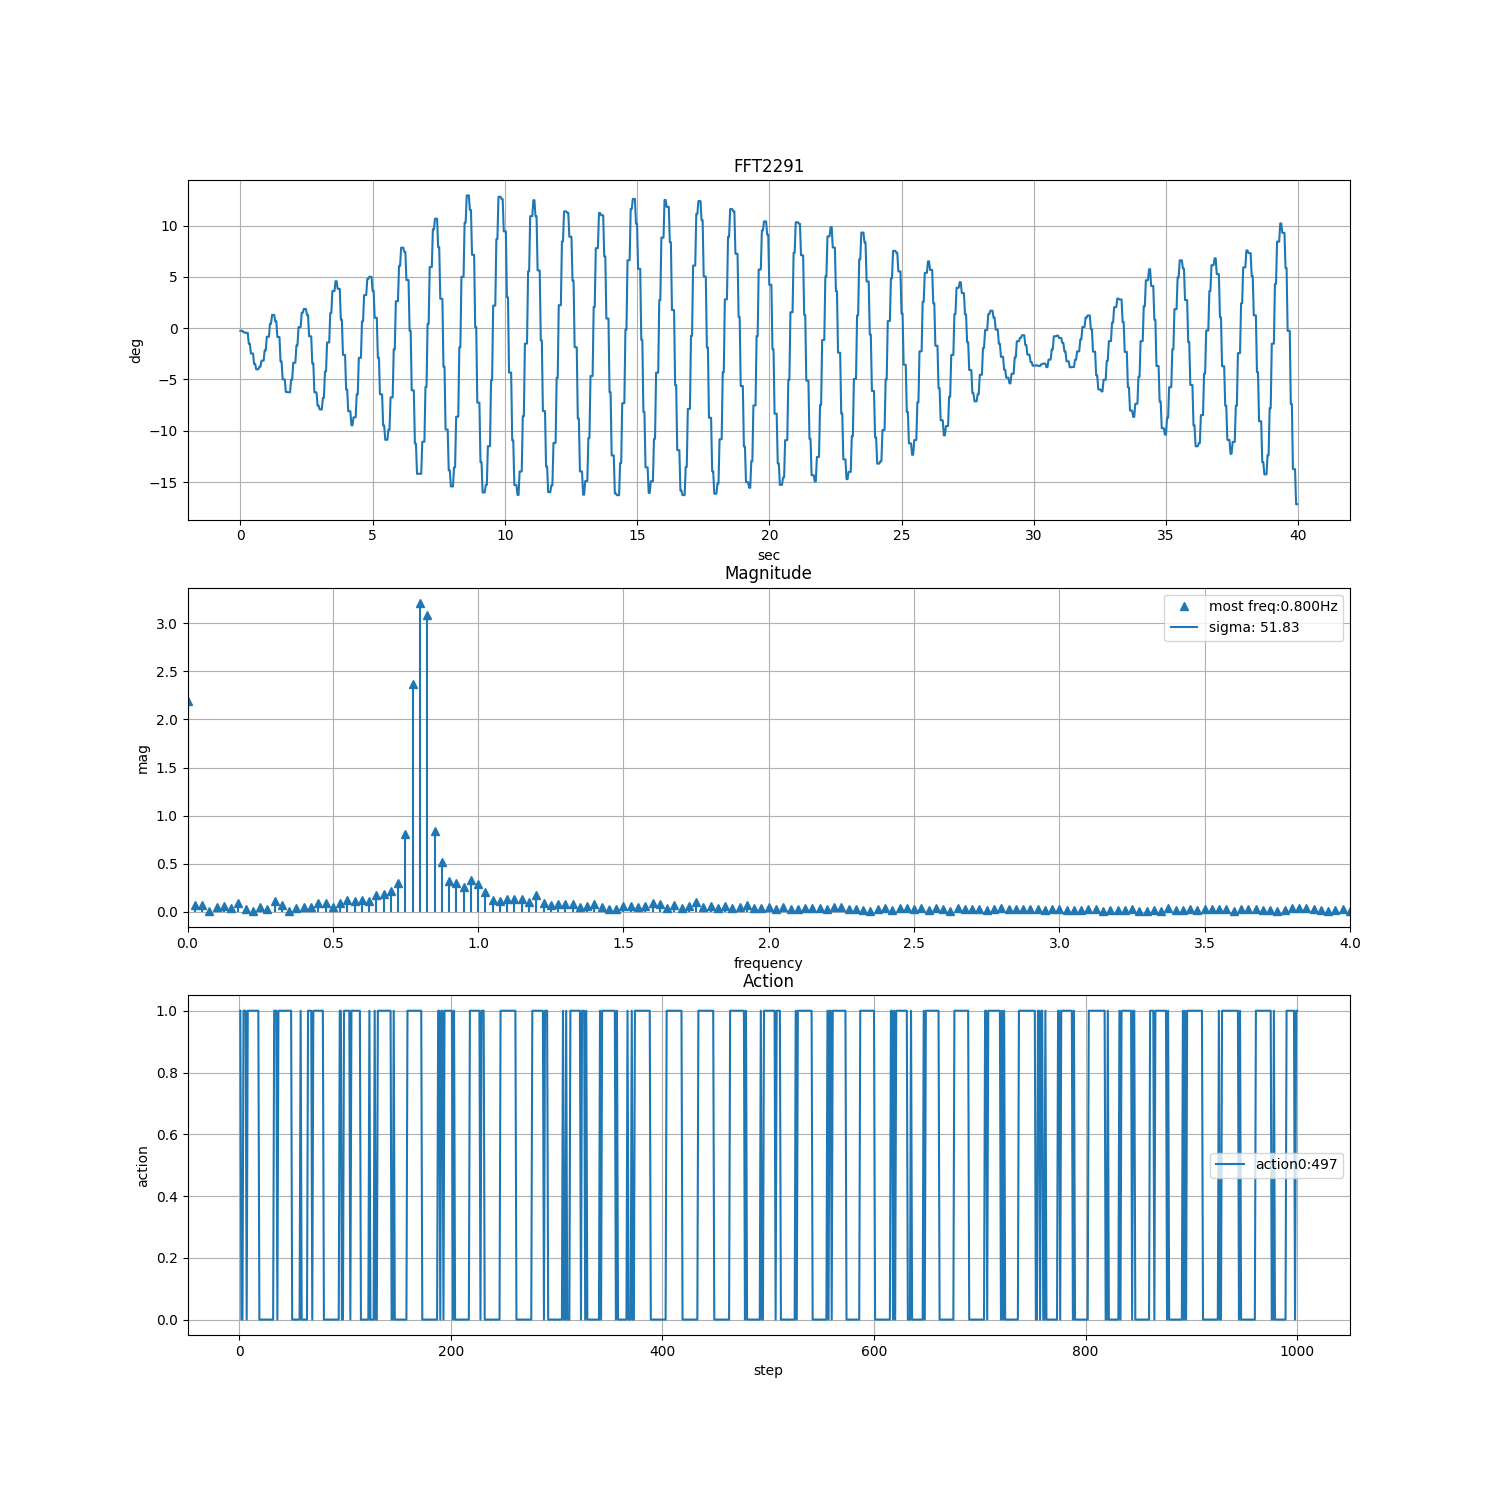 FFT2291
10
5
0
−5
−10
−15
deg
0 5 10 15 20 25 30 35 40
sec
Magnitude
most freq:0.800Hz
sigma: 51.83
3.0
2.5
2.0
1.5
1.0
0.5
0.0
mag
0.0 0.5 1.0 1.5 2.0 2.5 3.0 3.5 4.0
frequency
Action
1.0
0.8
0.6
0.4
0.2
0.0
action
action0:497
0 200 400 600 800 1000
step